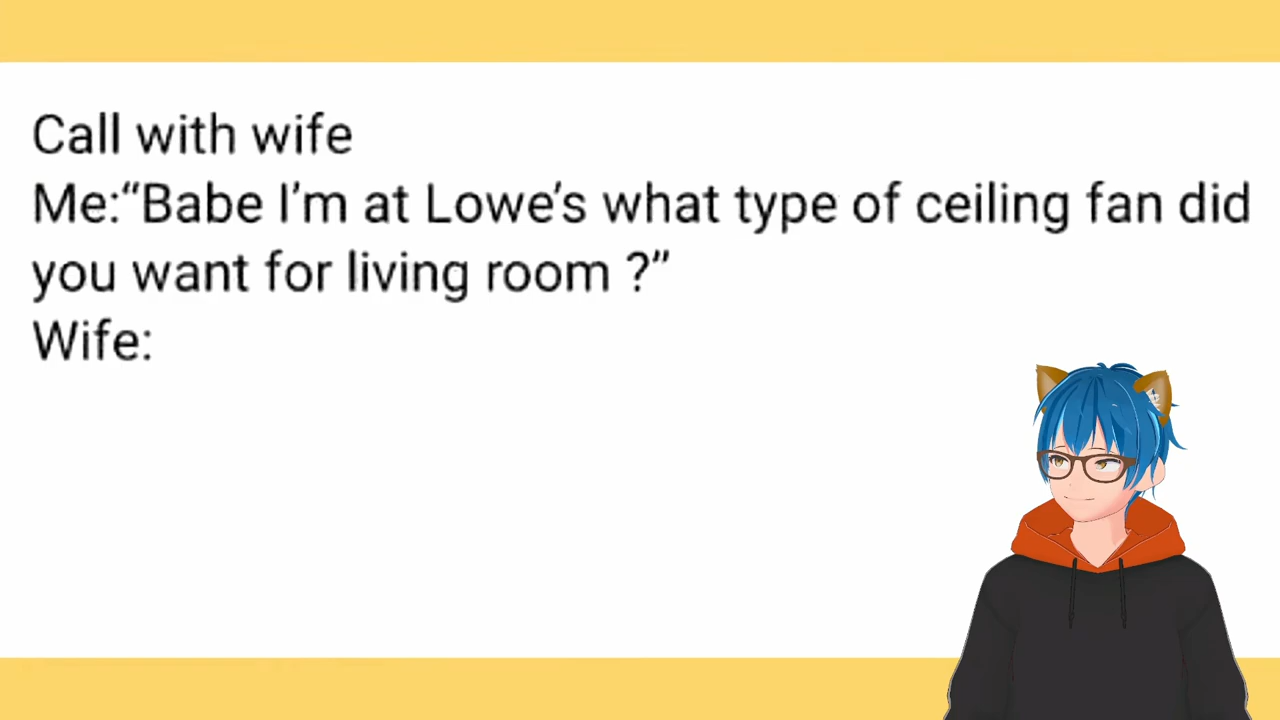 Call with wife
Me:“Babe I’m at Lowe’s what type of ceiling fan did
you want for living room ?”
Wife: